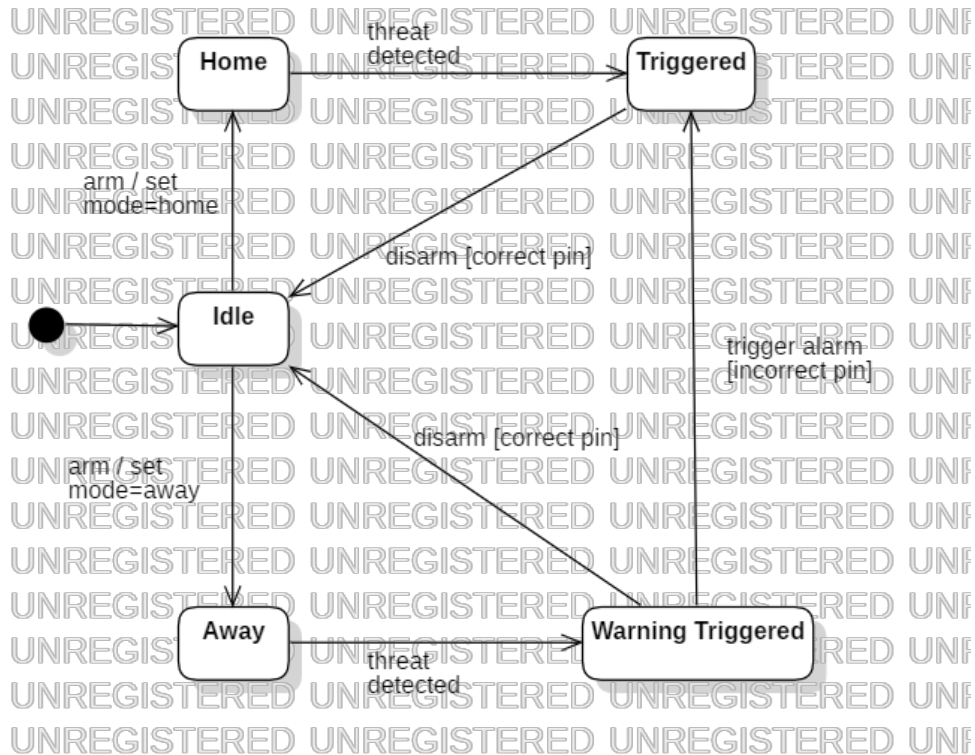 UNREGISTERED UNREGISTERED UNREGISTERED UNR
threat
detected
Home
Triggered
arm / set
mode=home
disarm [correct pin]
Idle
trigger alarm
[incorrect pin]
disarm [correct pin]
arm / set
mode=away
Away
Warning Triggered
threat
detected